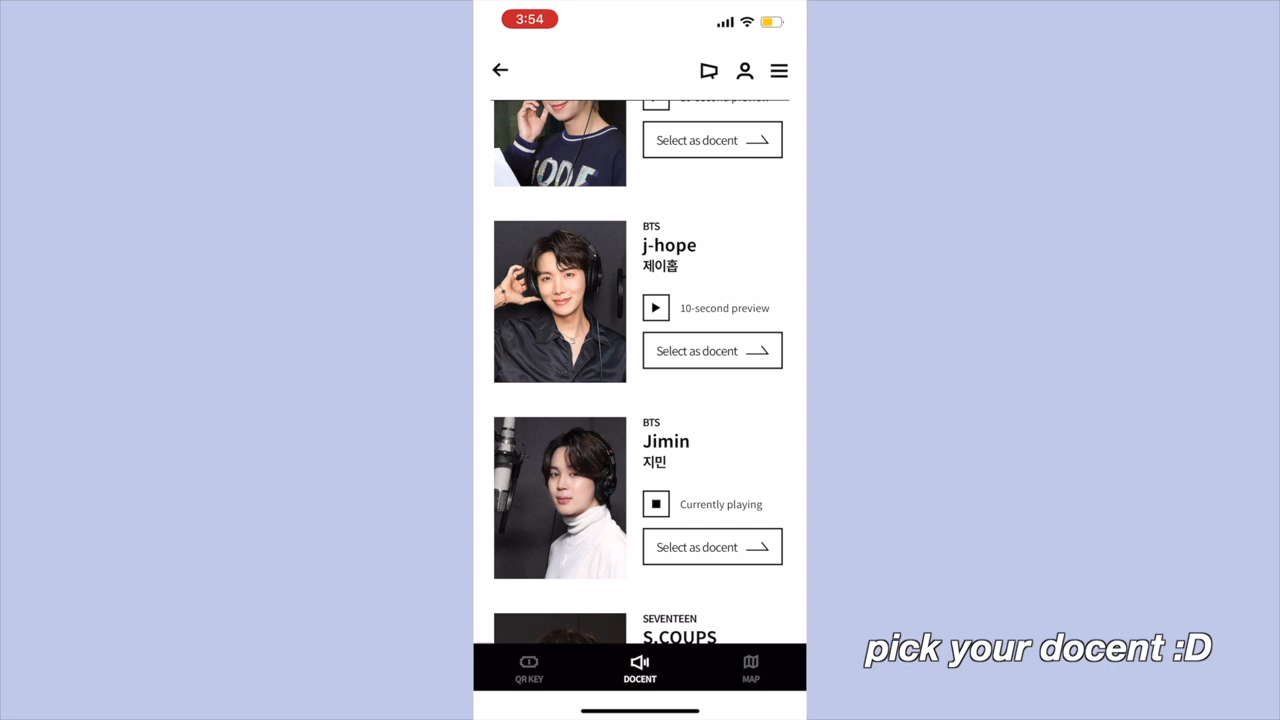 3:54
Select as docent
BTS
j-hope
제이홉
10-second preview
Select as docent
BTS
Jimin
지민
Currently playing
Select as docent
SEVENTEEN
S.COUPS
QR KEY
DOCENT
MAP
pick your docent :D